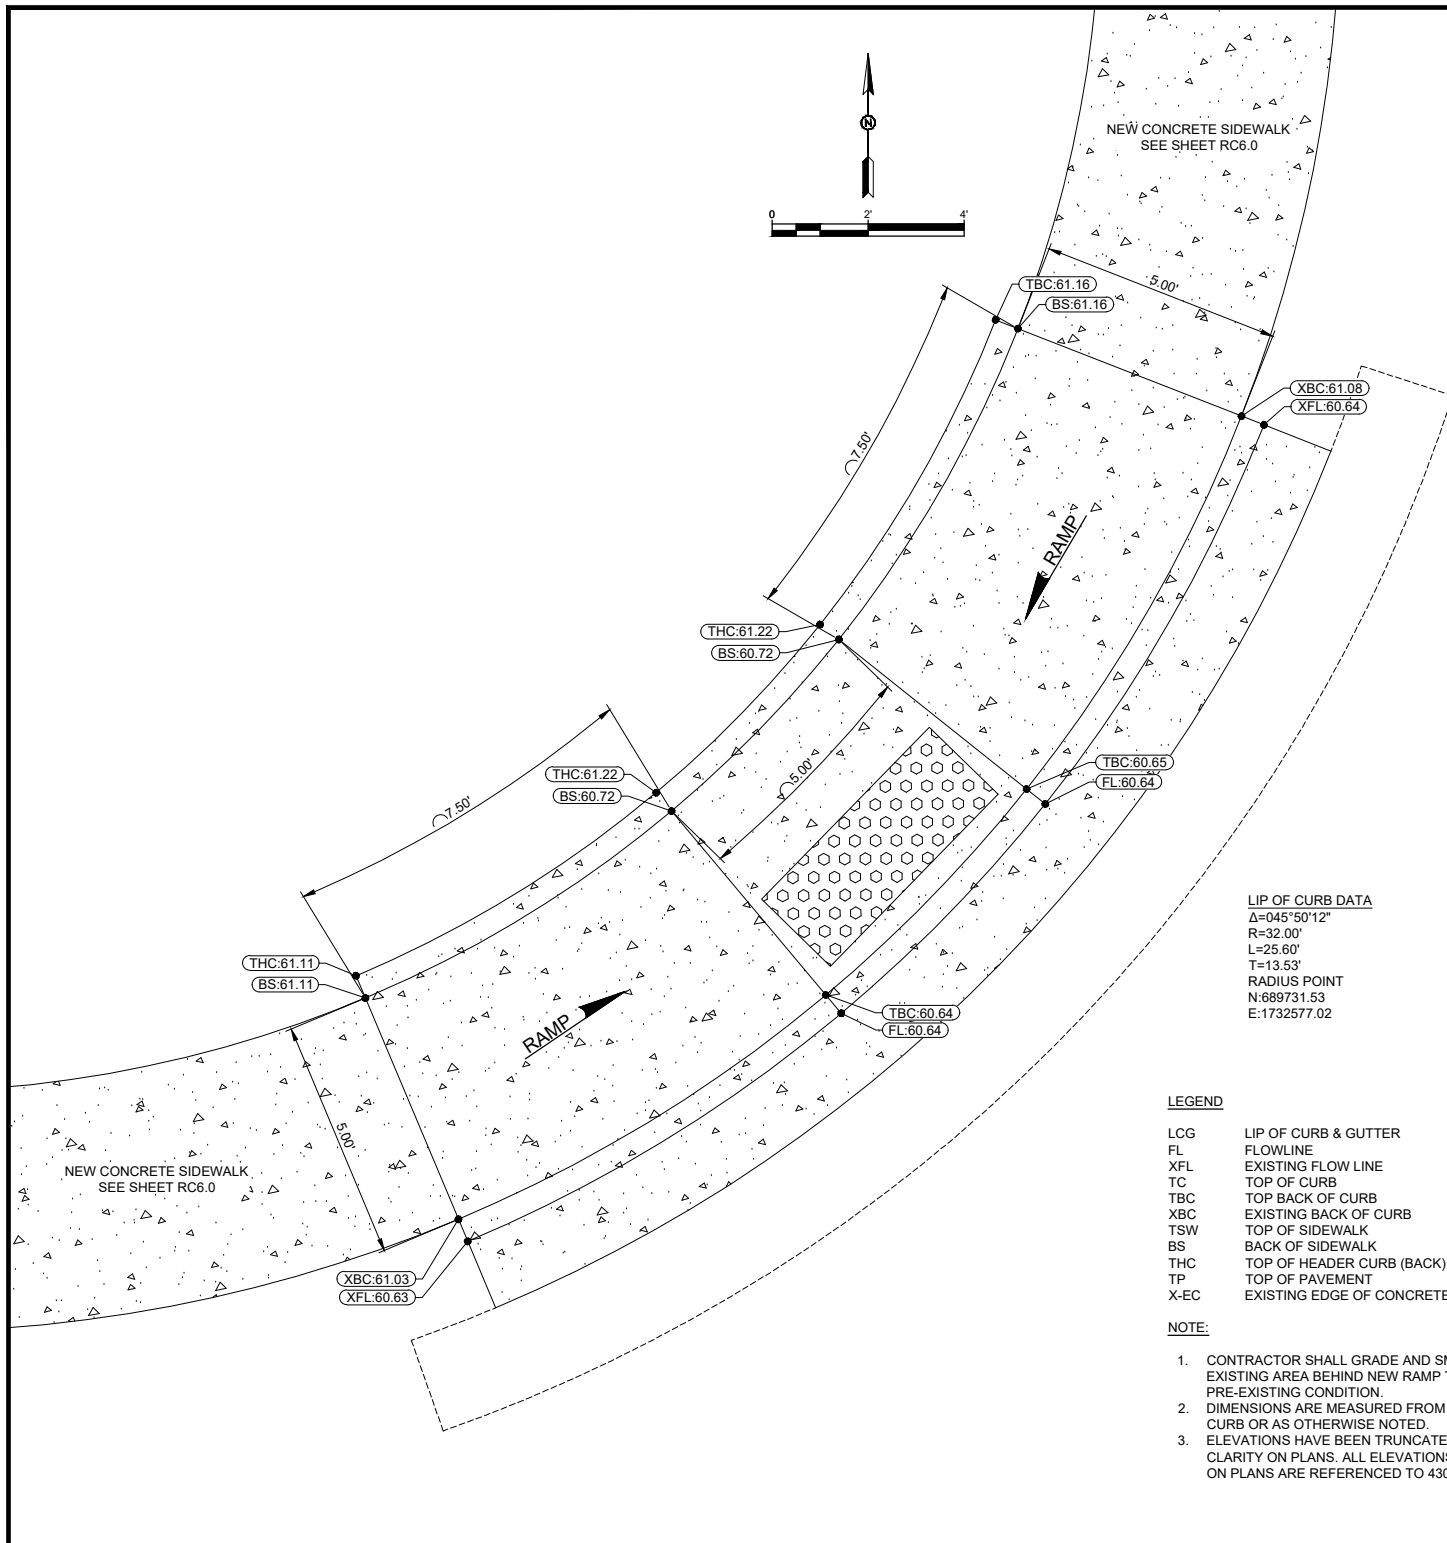 N
0 2' 4'
NEW CONCRETE SIDEWALK
SEE SHEET RC6.0
5.00'
TBC:61.16
BS:61.16
XBC:61.08
XFL:60.64
7.50'
RAMP
THC:61.22
BS:60.72
TBC:60.65
FL:60.64
5.00'
THC:61.22
BS:60.72
7.50'
THC:61.11
BS:61.11
RAMP
TBC:60.64
FL:60.64
5.00'
NEW CONCRETE SIDEWALK
SEE SHEET RC6.0
XBC:61.03
XFL:60.63
LIP OF CURB DATA
Δ=045°50'12"
R=32.00'
L=25.60'
T=13.53'
RADIUS POINT
N:689731.53
E:1732577.02
LEGEND
LCG LIP OF CURB & GUTTER
FL FLOWLINE
XFL EXISTING FLOW LINE
TC TOP OF CURB
TBC TOP BACK OF CURB
XBC EXISTING BACK OF CURB
TSW TOP OF SIDEWALK
BS BACK OF SIDEWALK
THC TOP OF HEADER CURB (BACK)
TP TOP OF PAVEMENT
X-EC EXISTING EDGE OF CONCRETE
NOTE:
1. CONTRACTOR SHALL GRADE AND
EXISTING AREA BEHIND NEW RAMP
PRE-EXISTING CONDITION.
2. DIMENSIONS ARE MEASURED FROM
CURB OR AS OTHERWISE NOTED.
3. ELEVATIONS HAVE BEEN TRUNCATE
CLARITY ON PLANS. ALL ELEVATIONS
ON PLANS ARE REFERENCED TO 430